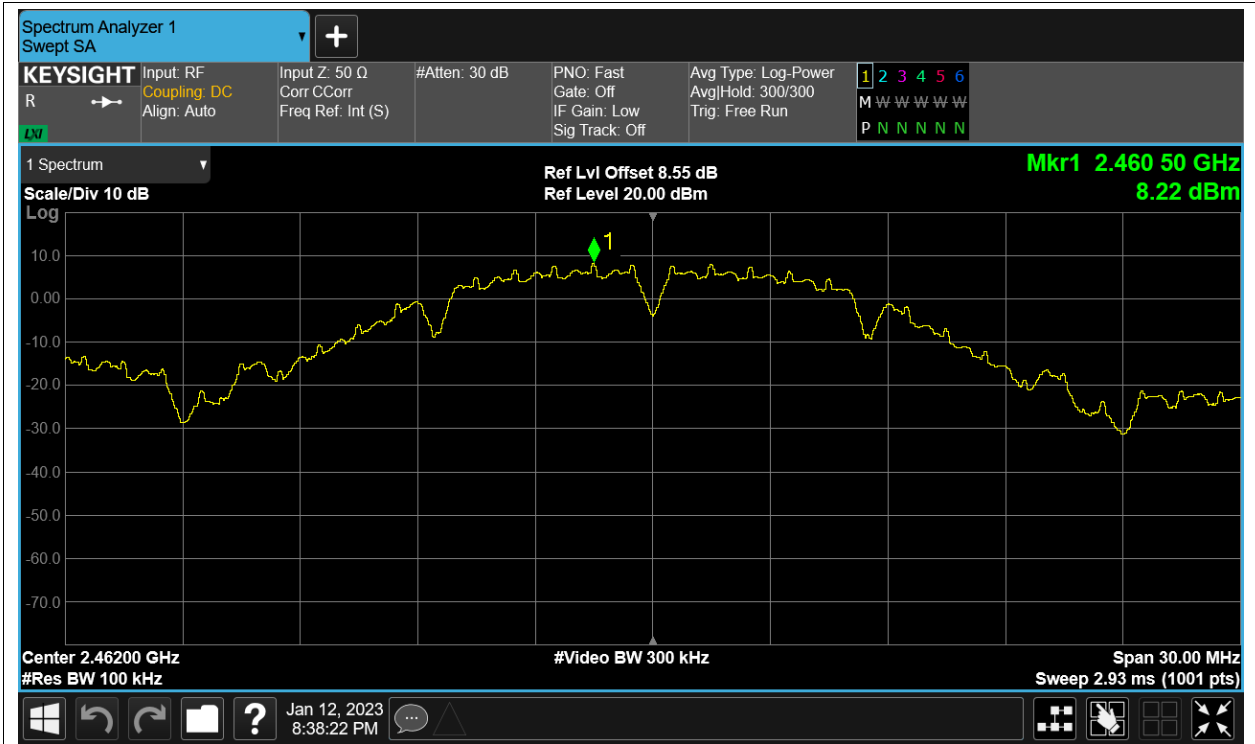 Spectrum Analyzer 1
Swept SA
KEYSIGHT
R
LXI
Input: RF
Coupling: DC
Align: Auto
Input Z: 50 Ω
Corr CCorr
Freq Ref: Int (S)
#Atten: 30 dB
PNO: Fast
Gate: Off
IF Gain: Low
Sig Track: Off
Avg Type: Log-Power
Avg|Hold: 300/300
Trig: Free Run
1 2 3 4 5 6
M W W W W W
P N N N N N
1 Spectrum
Scale/Div 10 dB
Log
Ref Lvl Offset 8.55 dB
Ref Level 20.00 dBm
Mkr1 2.460 50 GHz
8.22 dBm
1
10.0
0.00
-10.0
-20.0
-30.0
-40.0
-50.0
-60.0
-70.0
Center 2.46200 GHz
#Video BW 300 kHz
Span 30.00 MHz
#Res BW 100 kHz
Sweep 2.93 ms (1001 pts)
?
Jan 12, 2023
8:38:22 PM